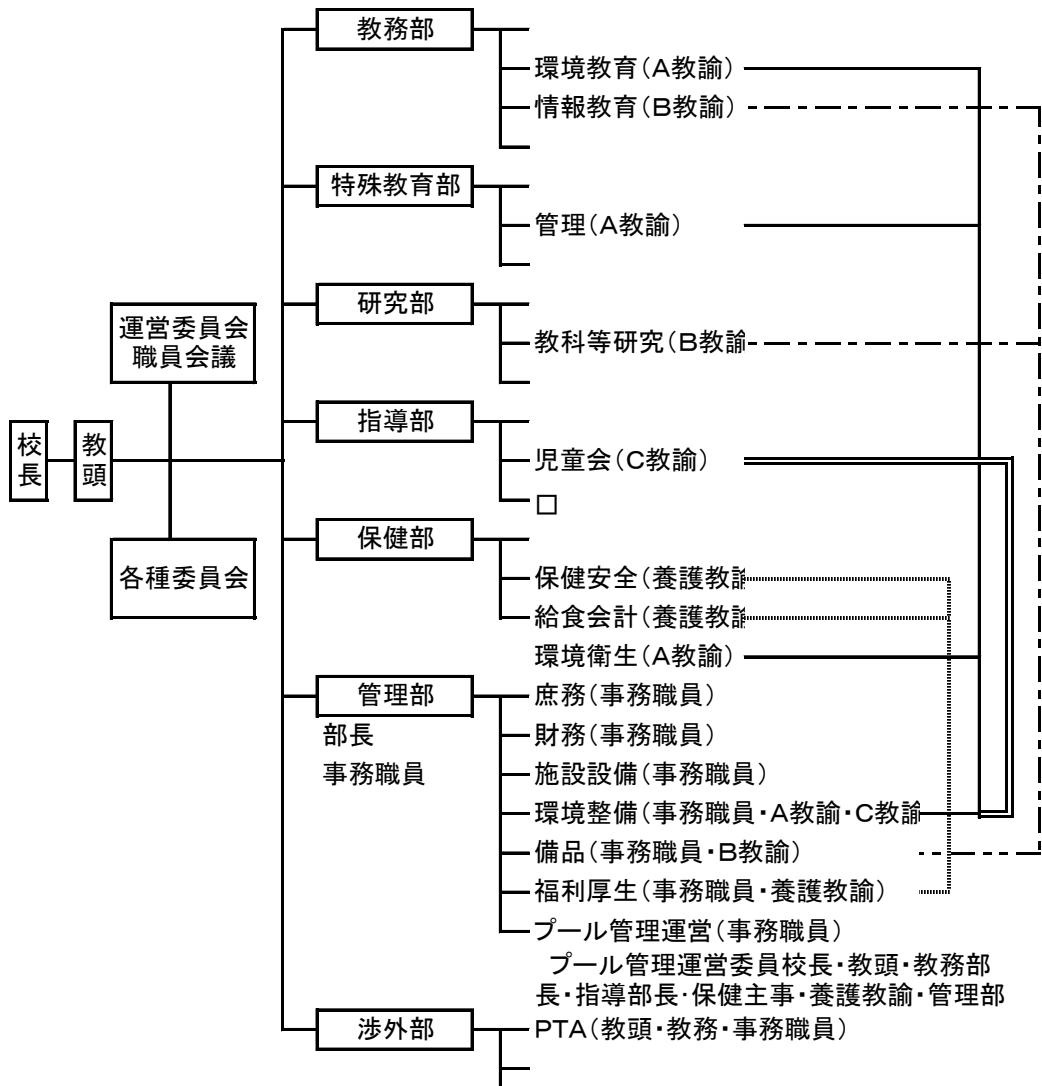 教務部
環境教育(A教諭)
情報教育(B教諭)
特殊教育部
管理(A教諭)
研究部
運営委員会
職員会議
教科等研究(B教諭
指導部
校長
教頭
児童会(C教諭)
□
保健部
各種委員会
保健安全(養護教諭
給食会計(養護教諭
環境衛生(A教諭)
管理部
部長
事務職員
庶務(事務職員)
財務(事務職員)
施設設備(事務職員)
環境整備(事務職員・A教諭・C教諭
備品(事務職員・B教諭)
福利厚生(事務職員・養護教諭)
プール管理運営(事務職員)
プール管理運営委員校長・教頭・教務部
長・指導部長・保健主事・養護教諭・管理部
渉外部
PTA(教頭・教務・事務職員)